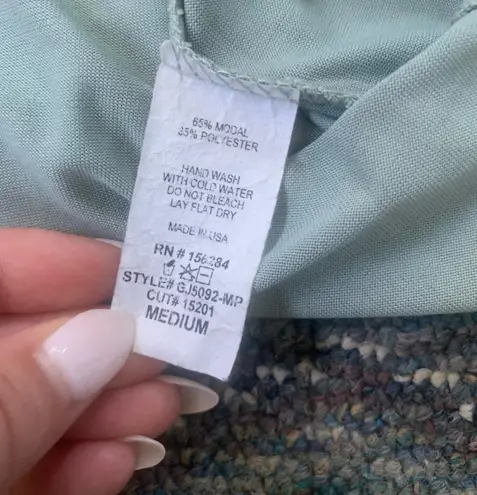 65% MODAL
35% POLYESTER
HAND WASH
WITH COLD WATER
DO NOT BLEACH
LAY FLAT DRY
MADE IN USA
RN # 156284
STYLE# GJ5092-MP
CUT# 15201
MEDIUM